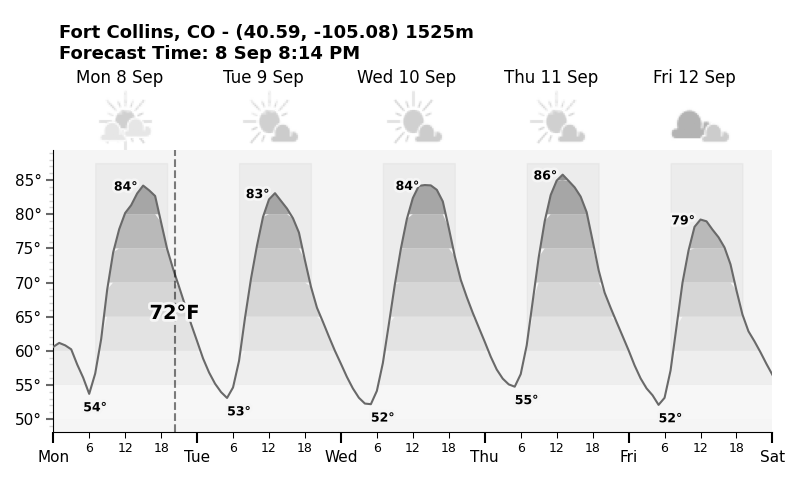 Fort Collins, CO - (40.59, -105.08) 1525m
Forecast Time: 8 Sep 8:14 PM
Mon 8 Sep Tue 9 Sep Wed 10 Sep Thu 11 Sep Fri 12 Sep
85°
80°
75°
70°
65°
60°
55°
50°
84° 83° 84° 86° 79°
72°F
54° 53° 52° 55° 52°
6 12 18 6 12 18 6 12 18 6 12 18 6 12 18
Mon Tue Wed Thu Fri Sat